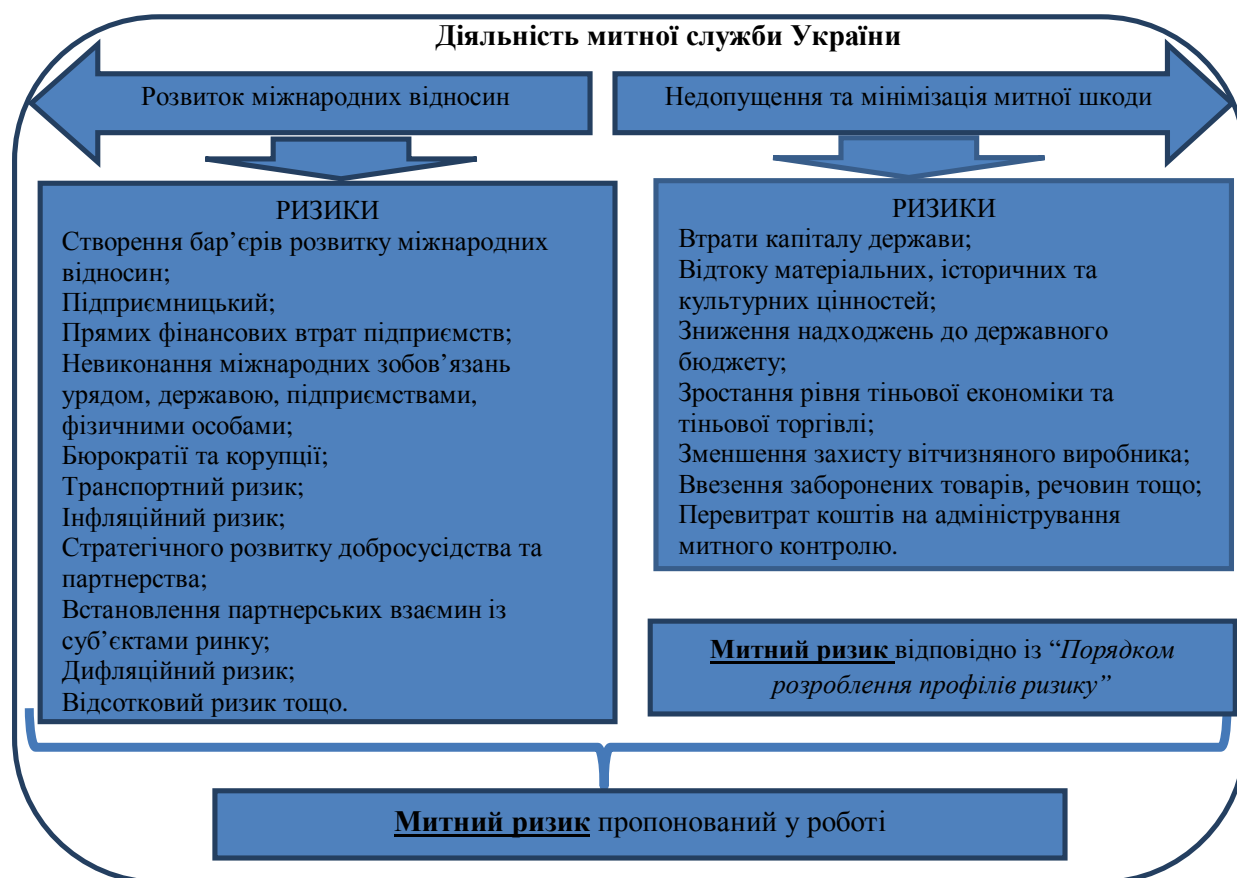 Діяльність митної служби України
Розвиток міжнародних відносин
Недопущення та мінімізація митної шкоди
РИЗИКИ
Створення бар’єрів розвитку міжнародних
відносин;
Підприємницький;
Прямих фінансових втрат підприємств;
Невиконання міжнародних зобов’язань
урядом, державою, підприємствами,
фізичними особами;
Бюрократії та корупції;
Транспортний ризик;
Інфляційний ризик;
Стратегічного розвитку добросусідства та
партнерства;
Встановлення партнерських взаємин із
суб’єктами ринку;
Дифляційний ризик;
Відсотковий ризик тощо.
РИЗИКИ
Втрати капіталу держави;
Відтоку матеріальних, історичних та
культурних цінностей;
Зниження надходжень до державного
бюджету;
Зростання рівня тіньової економіки та
тіньової торгівлі;
Зменшення захисту вітчизняного виробника;
Ввезення заборонених товарів, речовин тощо;
Перевитрат коштів на адміністрування
митного контролю.
Митний ризик відповідно із “Порядком
розроблення профілів ризику”
Митний ризик пропонований у роботі